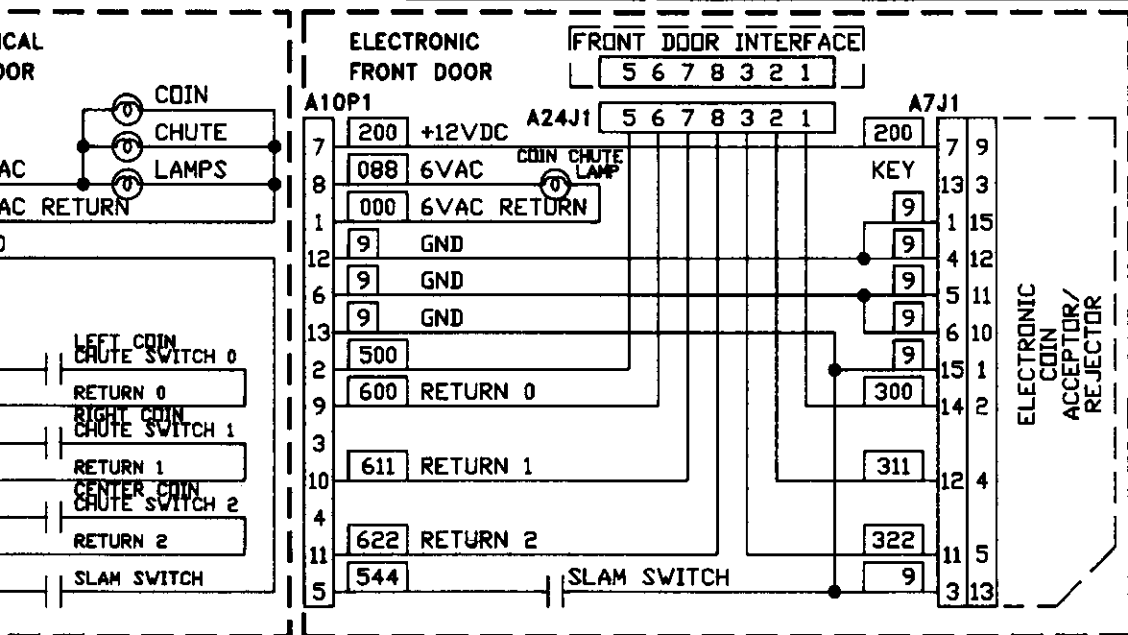 ICAL
OOR
COIN
CHUTE
LAMPS
AC
AC RETURN
LEFT COIN
CHUTE SWITCH 0
RETURN 0
RIGHT COIN
CHUTE SWITCH 1
RETURN 1
CENTER COIN
CHUTE SWITCH 2
RETURN 2
SLAM SWITCH
ELECTRONIC
FRONT DOOR
FRONT DOOR INTERFACE
5 6 7 8 3 2 1
A10P1
A24J1
5 6 7 8 3 2 1
A7J1
7 200 +12VDC
200 7 9
COIN CHUTE
LAMP
8 088 6VAC
KEY 13 3
1 000 6VAC RETURN
9 1 15
12 9 GND
9 4 12
6 9 GND
9 5 11
13 9 GND
9 6 10
2 500
9 15 1
9 600 RETURN 0
300 14 2
3
10 611 RETURN 1
311 12 4
4
11 622 RETURN 2
322 11 5
5 544 SLAM SWITCH
9 3 13
ELECTRONIC
COIN
ACCEPTOR/
REJECTOR